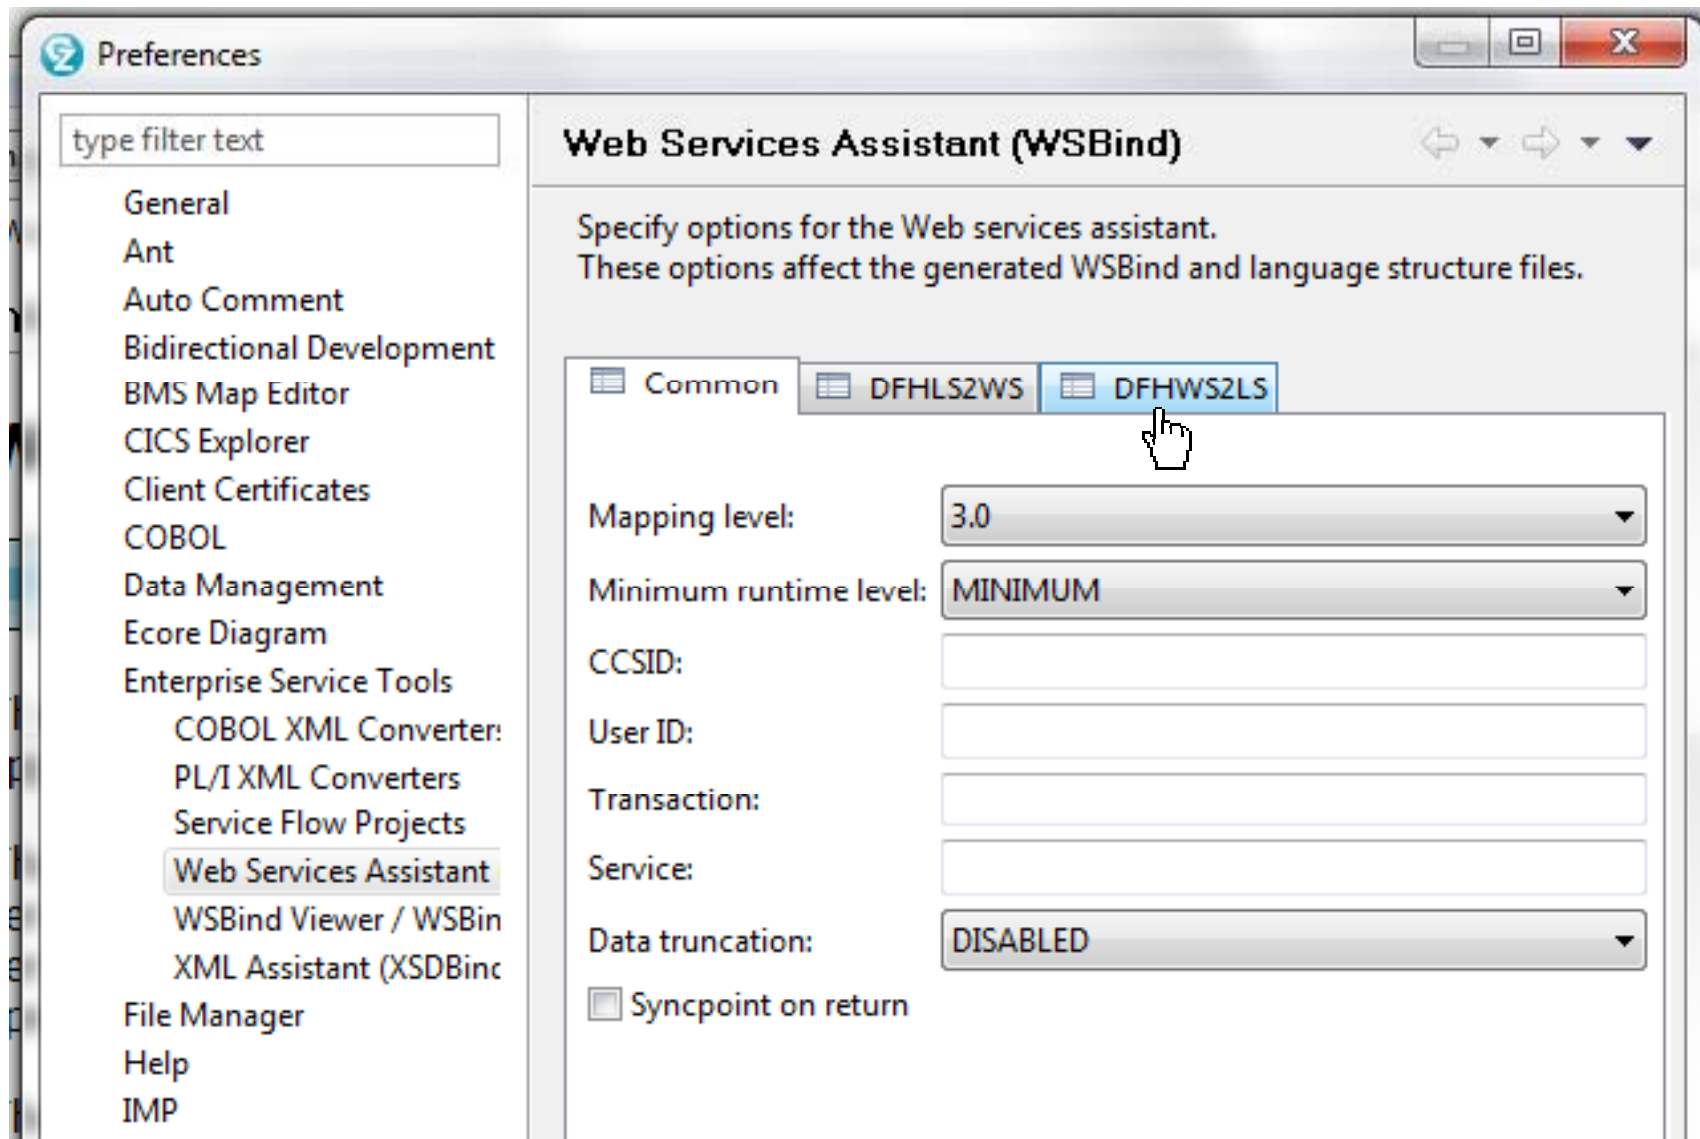 Preferences
type filter text
General
Ant
Auto Comment
Bidirectional Development
BMS Map Editor
CICS Explorer
Client Certificates
COBOL
Data Management
Ecore Diagram
Enterprise Service Tools
COBOL XML Converters
PL/I XML Converters
Service Flow Projects
Web Services Assistant
WSBind Viewer / WSBin
XML Assistant (XSDBind
File Manager
Help
IMP
Web Services Assistant (WSBind)
Specify options for the Web services assistant.
These options affect the generated WSBind and language structure files.
Common DFHLS2WS DFHWS2LS
Mapping level: 3.0
Minimum runtime level: MINIMUM
CCSID:
User ID:
Transaction:
Service:
Data truncation: DISABLED
Syncpoint on return